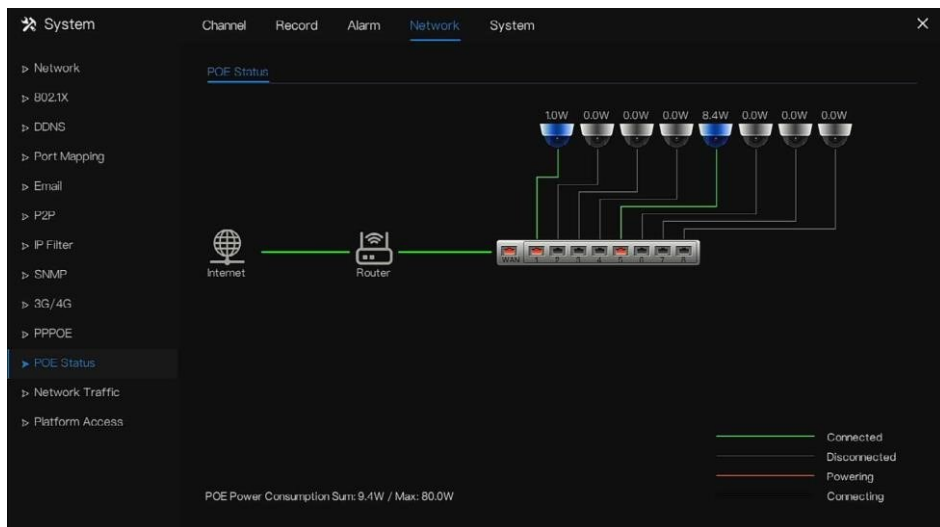 System
Channel Record Alarm Network System
Network
POE Status
802.1X
DDNS
Port Mapping
Email
P2P
IP Filter
SNMP
3G/4G
PPPOE
POE Status
Network Traffic
Platform Access
1.0W 0.0W 0.0W 0.0W 8.4W 0.0W 0.0W 0.0W
WAN 1 2 3 4 5 6 7 8
Internet
Router
Connected
Disconnected
Powering
Connecting
POE Power Consumption Sum: 9.4W / Max: 80.0W